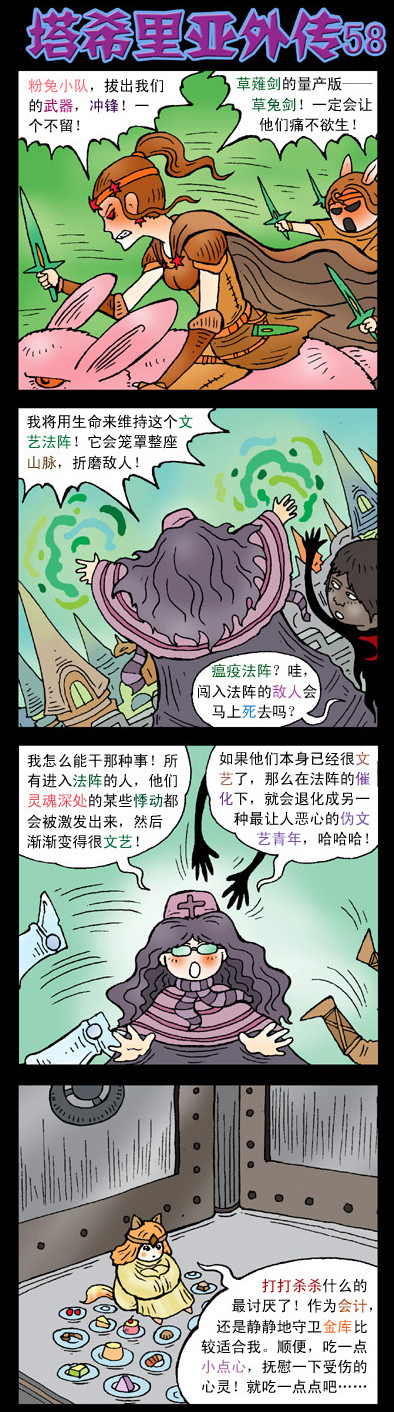 塔希里亚外传58
粉兔小队，拔出我们
的武器，冲锋！一
个不留！
草薙剑的量产版——
草兔剑！一定会让
他们痛不欲生！
我将用生命来维持这个文
艺法阵！它会笼罩整座
山脉，折磨敌人！
瘟疫法阵？哇，
闯入法阵的敌人会
马上死去吗？
我怎么能干那种事！所
有进入法阵的人，他们
灵魂深处的某些悸动都
会被激发出来，然后
渐渐变得很文艺！
如果他们本身已经很文
艺了，那么在法阵的催
化下，就会退化成另一
种最让人恶心的伪文
艺青年，哈哈哈！
打打杀杀什么的
最讨厌了！作为会计，
还是静静地守卫金库比
较适合我。顺便，吃一点
小点心，抚慰一下受伤的
心灵！就吃一点点吧……